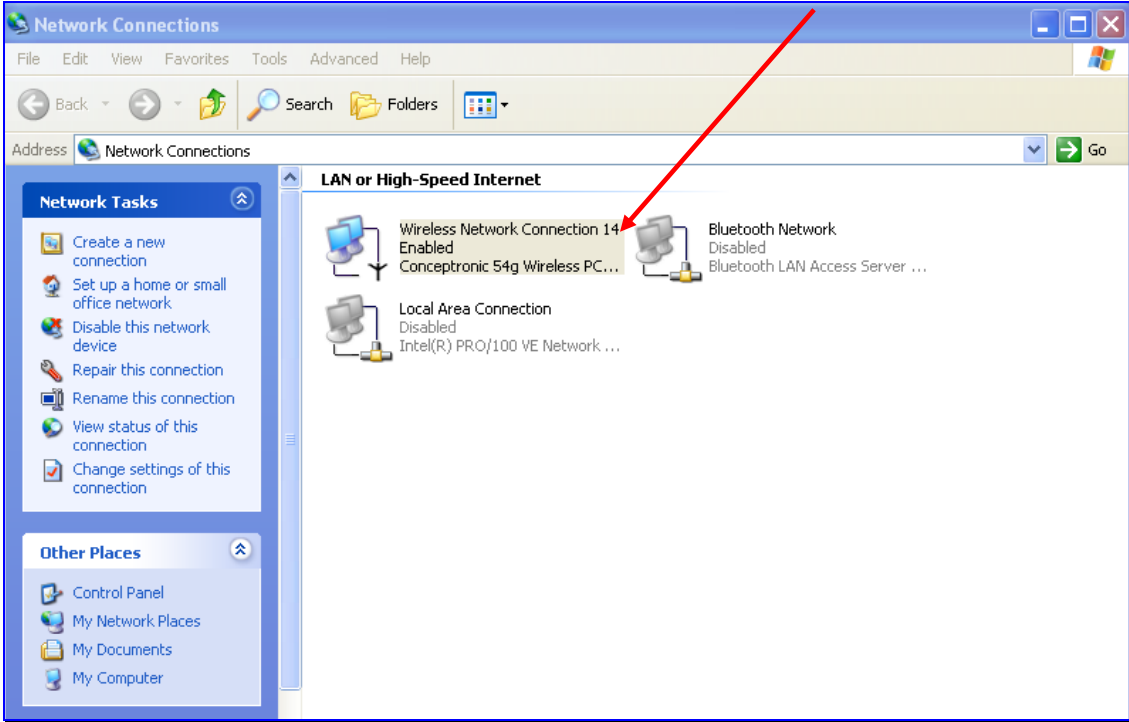 Network Connections
File Edit View Favorites Tools Advanced Help
Back Search Folders
Address Network Connections Go
Network Tasks
Create a new
connection
Set up a home or small
office network
Disable this network
device
Repair this connection
Rename this connection
View status of this
connection
Change settings of this
connection
Other Places
Control Panel
My Network Places
My Documents
My Computer
LAN or High-Speed Internet
Wireless Network Connection 14
Enabled
Conceptronic 54g Wireless PC...
Bluetooth Network
Disabled
Bluetooth LAN Access Server ...
Local Area Connection
Disabled
Intel(R) PRO/100 VE Network ...